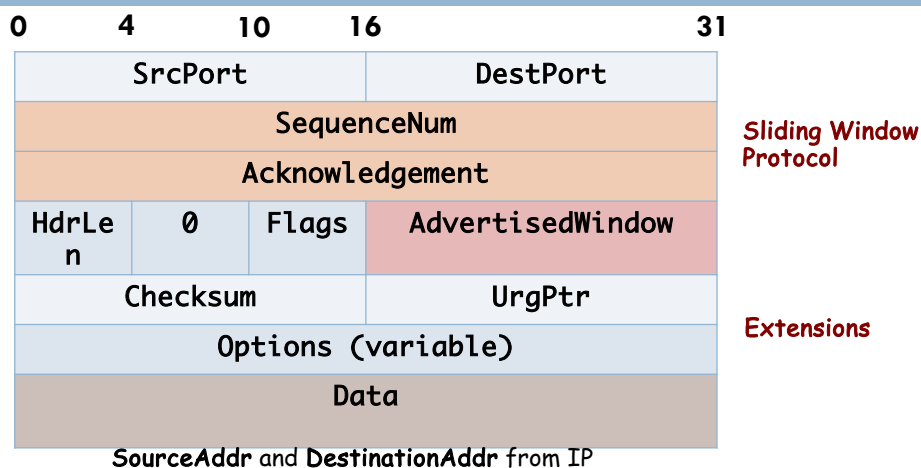 0 4 10 16 31
SrcPort DestPort
SequenceNum
Sliding Window
Protocol
Acknowledgement
HdrLe 0 Flags AdvertisedWindow
n
Checksum UrgPtr
Extensions
Options (variable)
Data
SourceAddr and DestinationAddr from IP